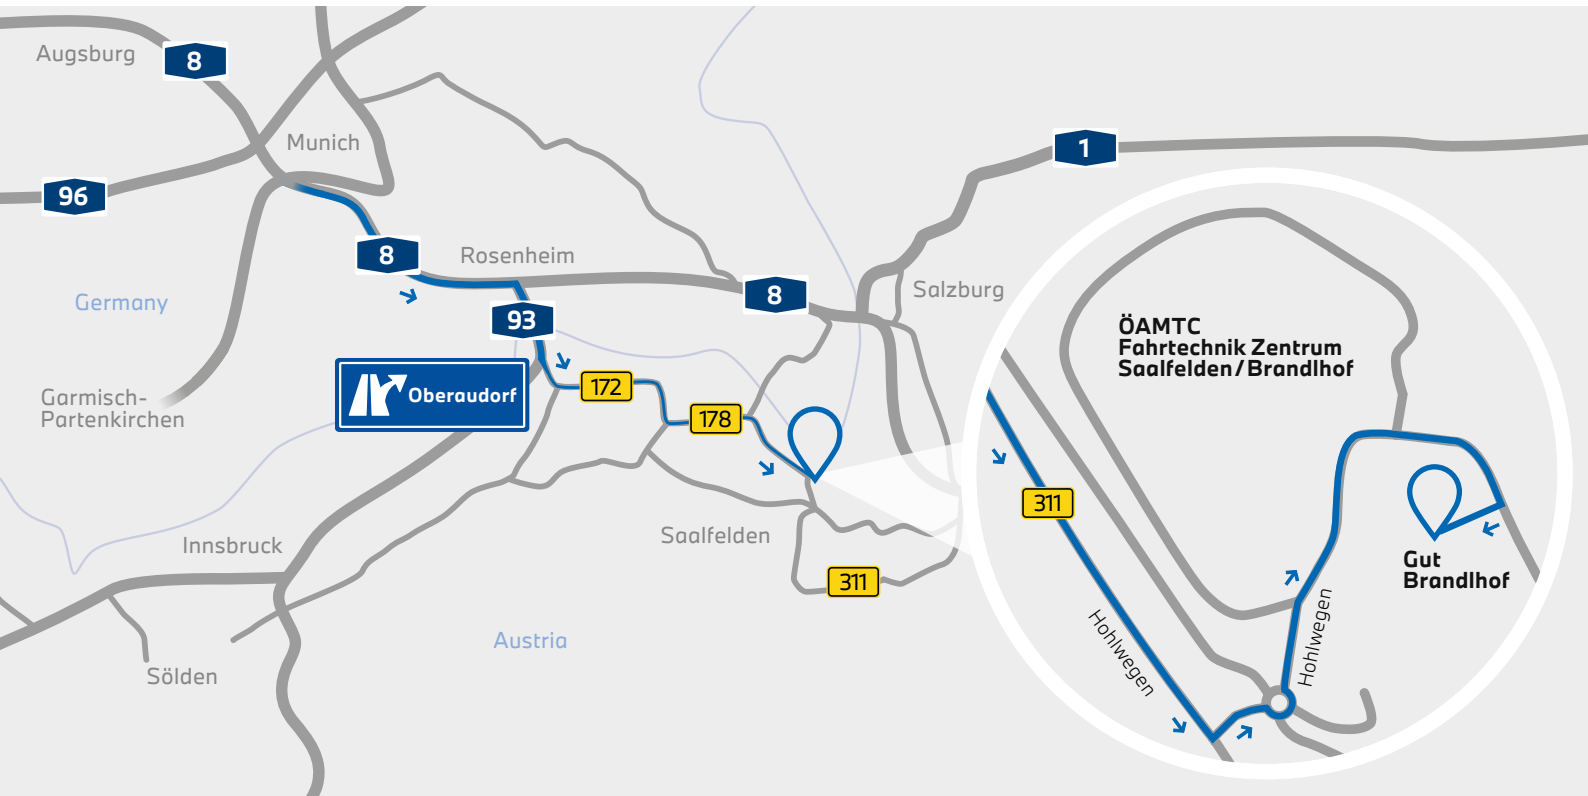 Augsburg
8
Munich
1
96
8
Rosenheim
Germany
8
Salzburg
93
ÖAMTC
Fahrtechnik Zentrum
Saalfelden/Brandlhof
Garmisch-
Partenkirchen
Oberaudorf
172
178
311
Saalfelden
Innsbruck
Gut
Brandlhof
311
Hohlwegen
Hohlwegen
Austria
Sölden